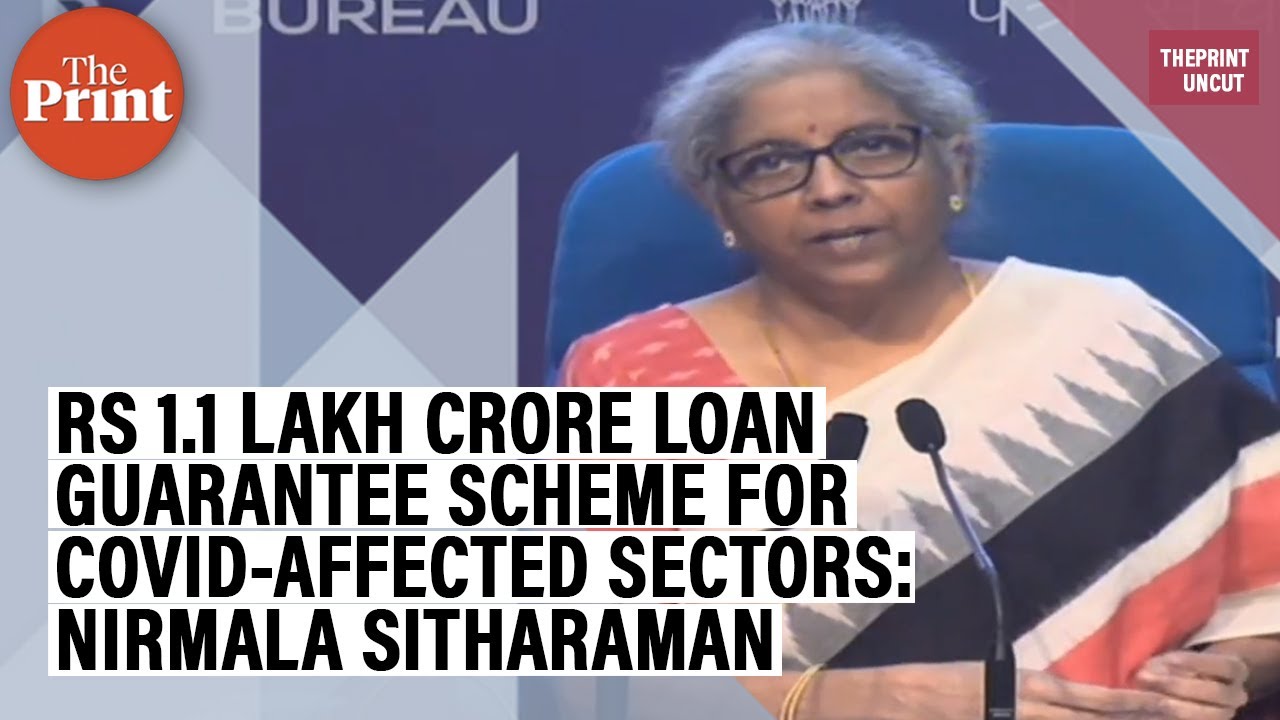 BUREAU
The
Print
THEPRINT
UNCUT
RS 1.1 LAKH CRORE LOAN
GUARANTEE SCHEME FOR
COVID-AFFECTED SECTORS:
NIRMALA SITHARAMAN